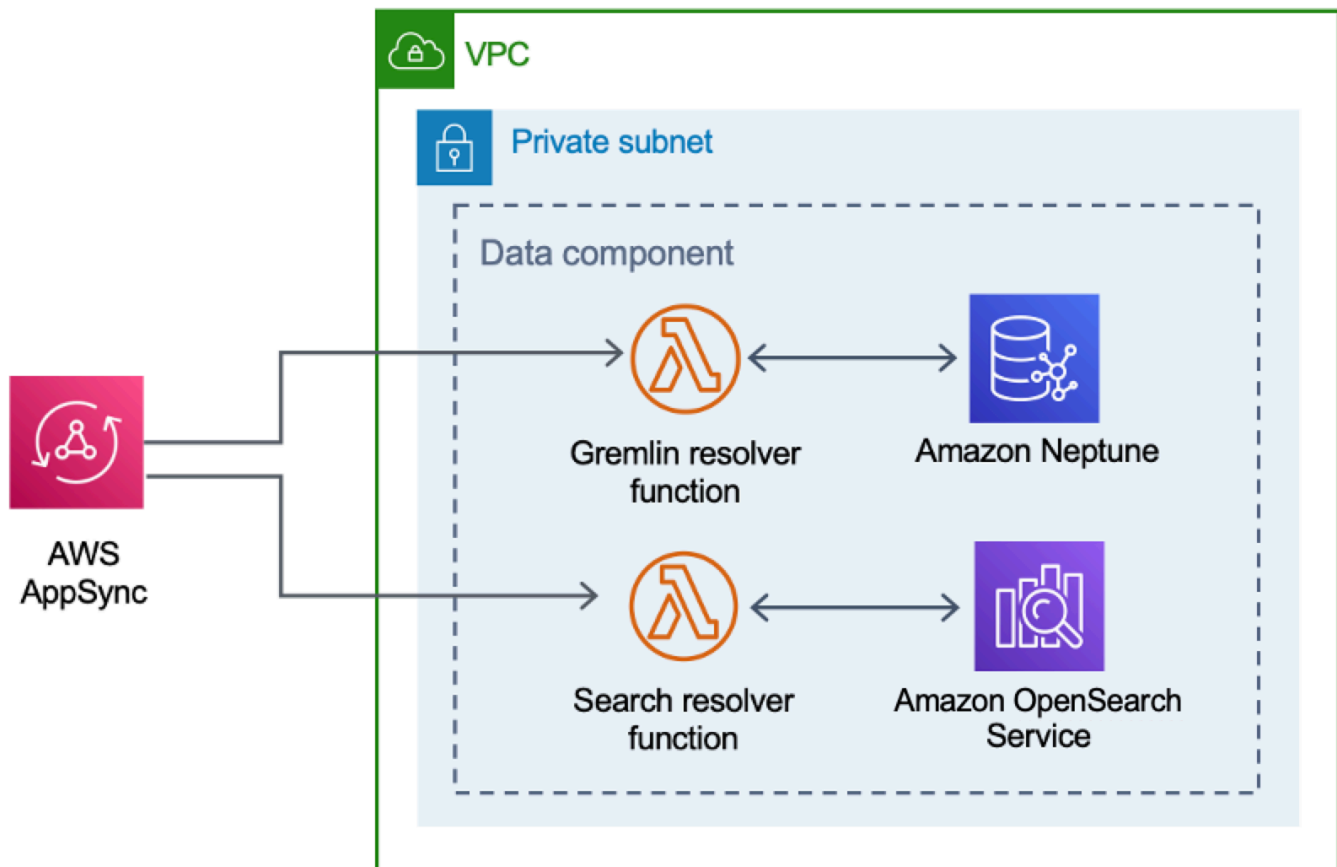 VPC
Private subnet
Data component
Gremlin resolver
function
Amazon Neptune
AWS
AppSync
Search resolver
function
Amazon OpenSearch
Service